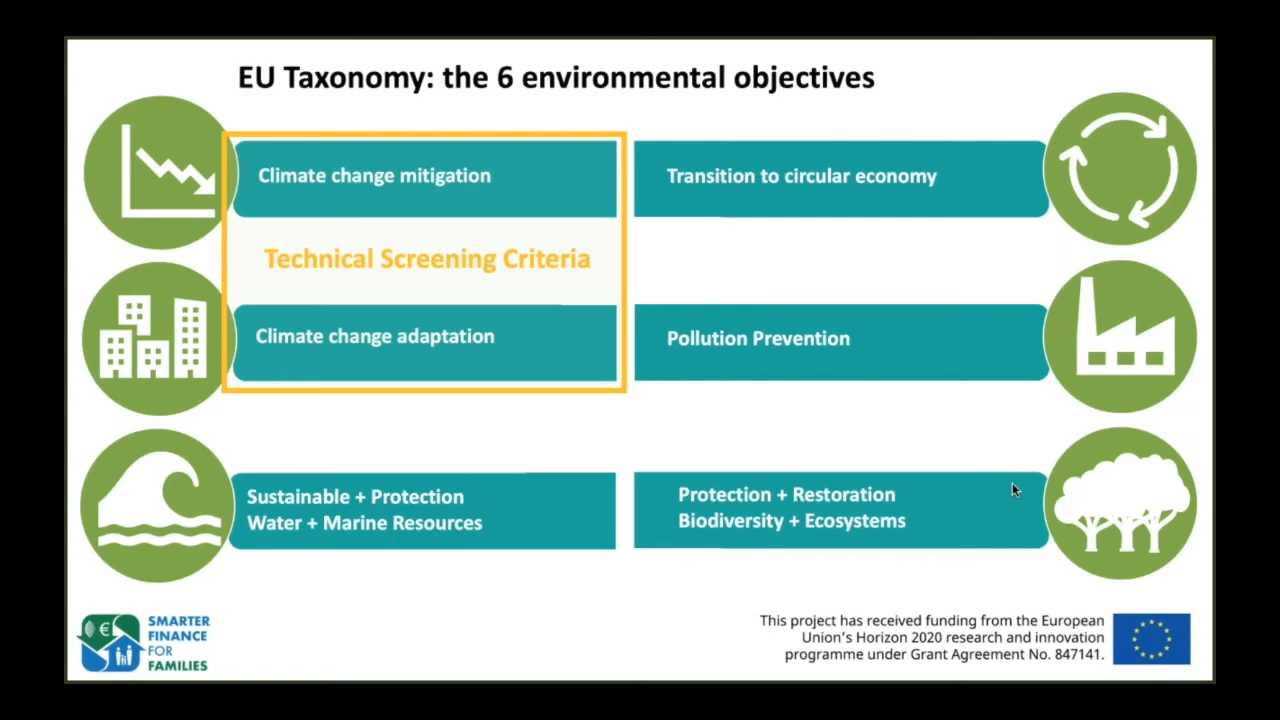 EU Taxonomy: the 6 environmental objectives
Climate change mitigation
Transition to circular economy
Technical Screening Criteria
Climate change adaptation
Pollution Prevention
Sustainable + Protection
Water + Marine Resources
Protection + Restoration
Biodiversity + Ecosystems
€
SMARTER
FINANCE
FOR
FAMILIES
This project has received funding from the European
Union's Horizon 2020 research and innovation
programme under Grant Agreement No. 847141.